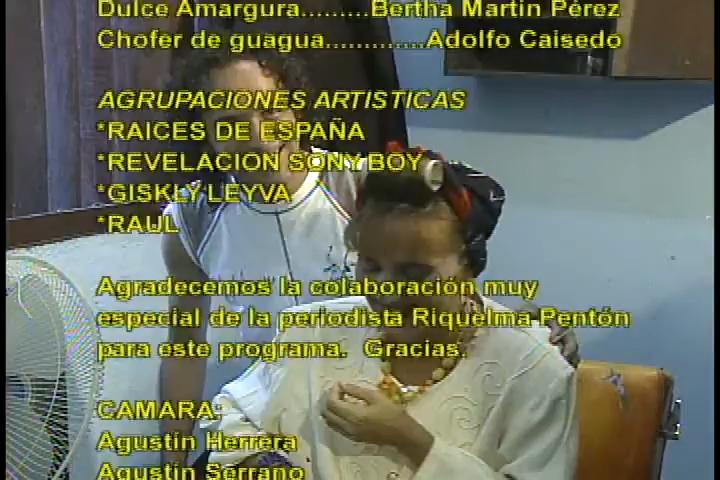 Dulce Amargura.........Bertha Martin Pérez
Chofer de guagua.............Adolfo Caisedo
AGRUPACIONES ARTISTICAS
*RAICES DE ESPAÑA
*REVELACION SONY BOY
*GISKLY LEYVA
*RAUL
Agradecemos la colaboración muy
especial de la periodista Riquelma Pentón
para este programa.  Gracias.
CAMARA:
Agustín Herrera
Agustín Serrano